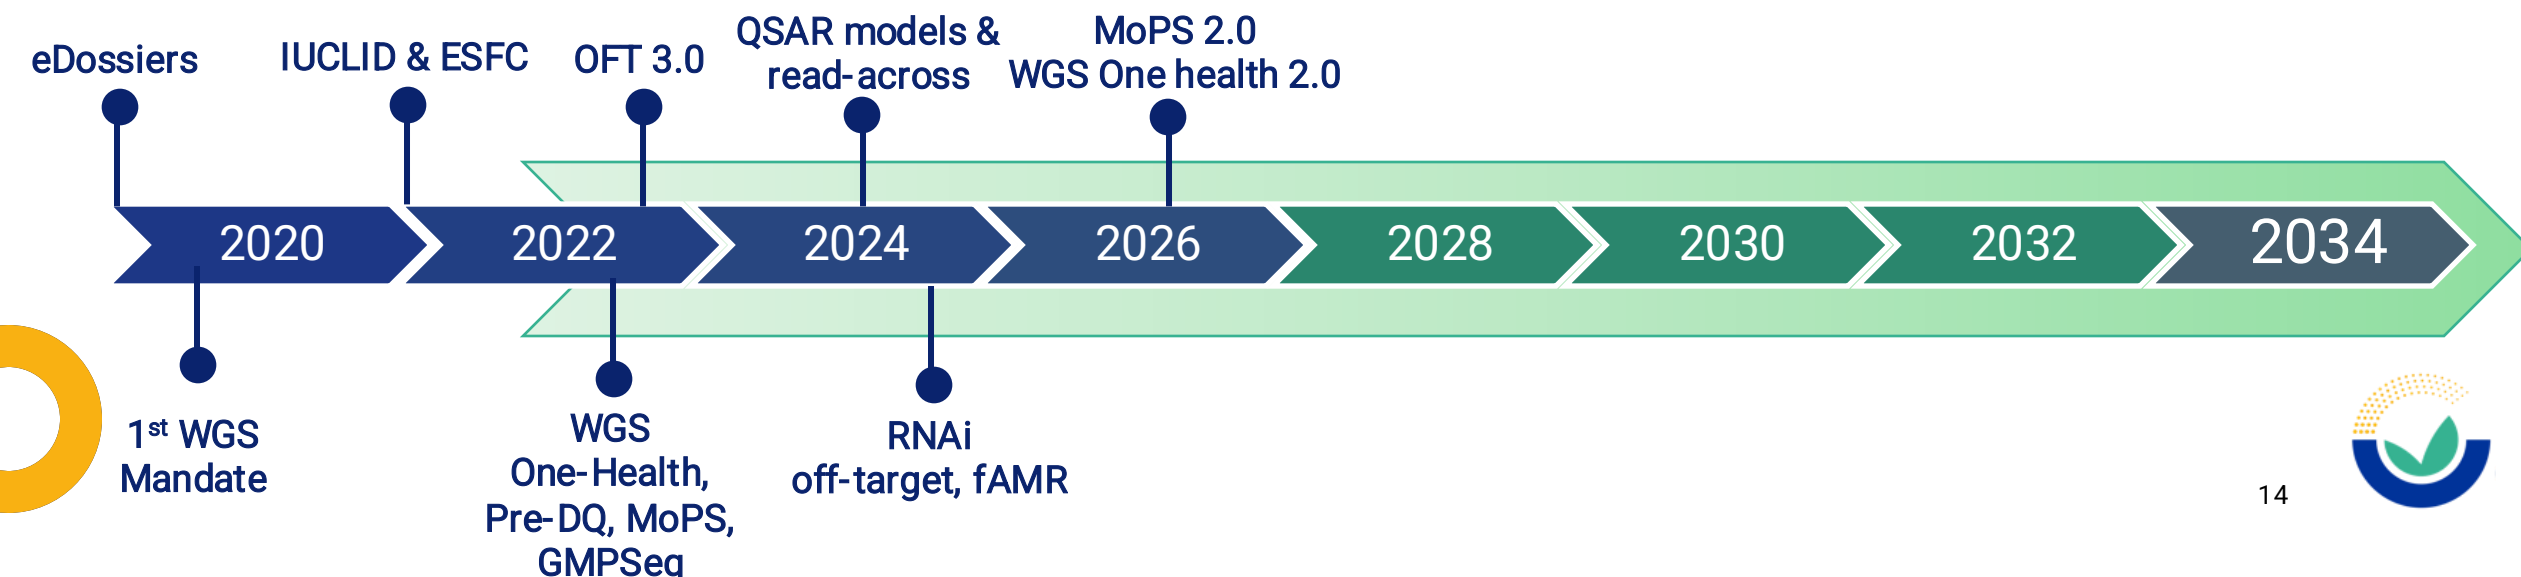 eDossiers
IUCLID & ESFC
OFT 3.0
QSAR models &
read-across
MoPS 2.0
WGS One health 2.0
2020
2022
2024
2026
2028
2030
2032
2034
1st WGS
Mandate
WGS
One-Health,
Pre-DQ, MoPS,
GMPSeq
RNAi
off-target, fAMR
14